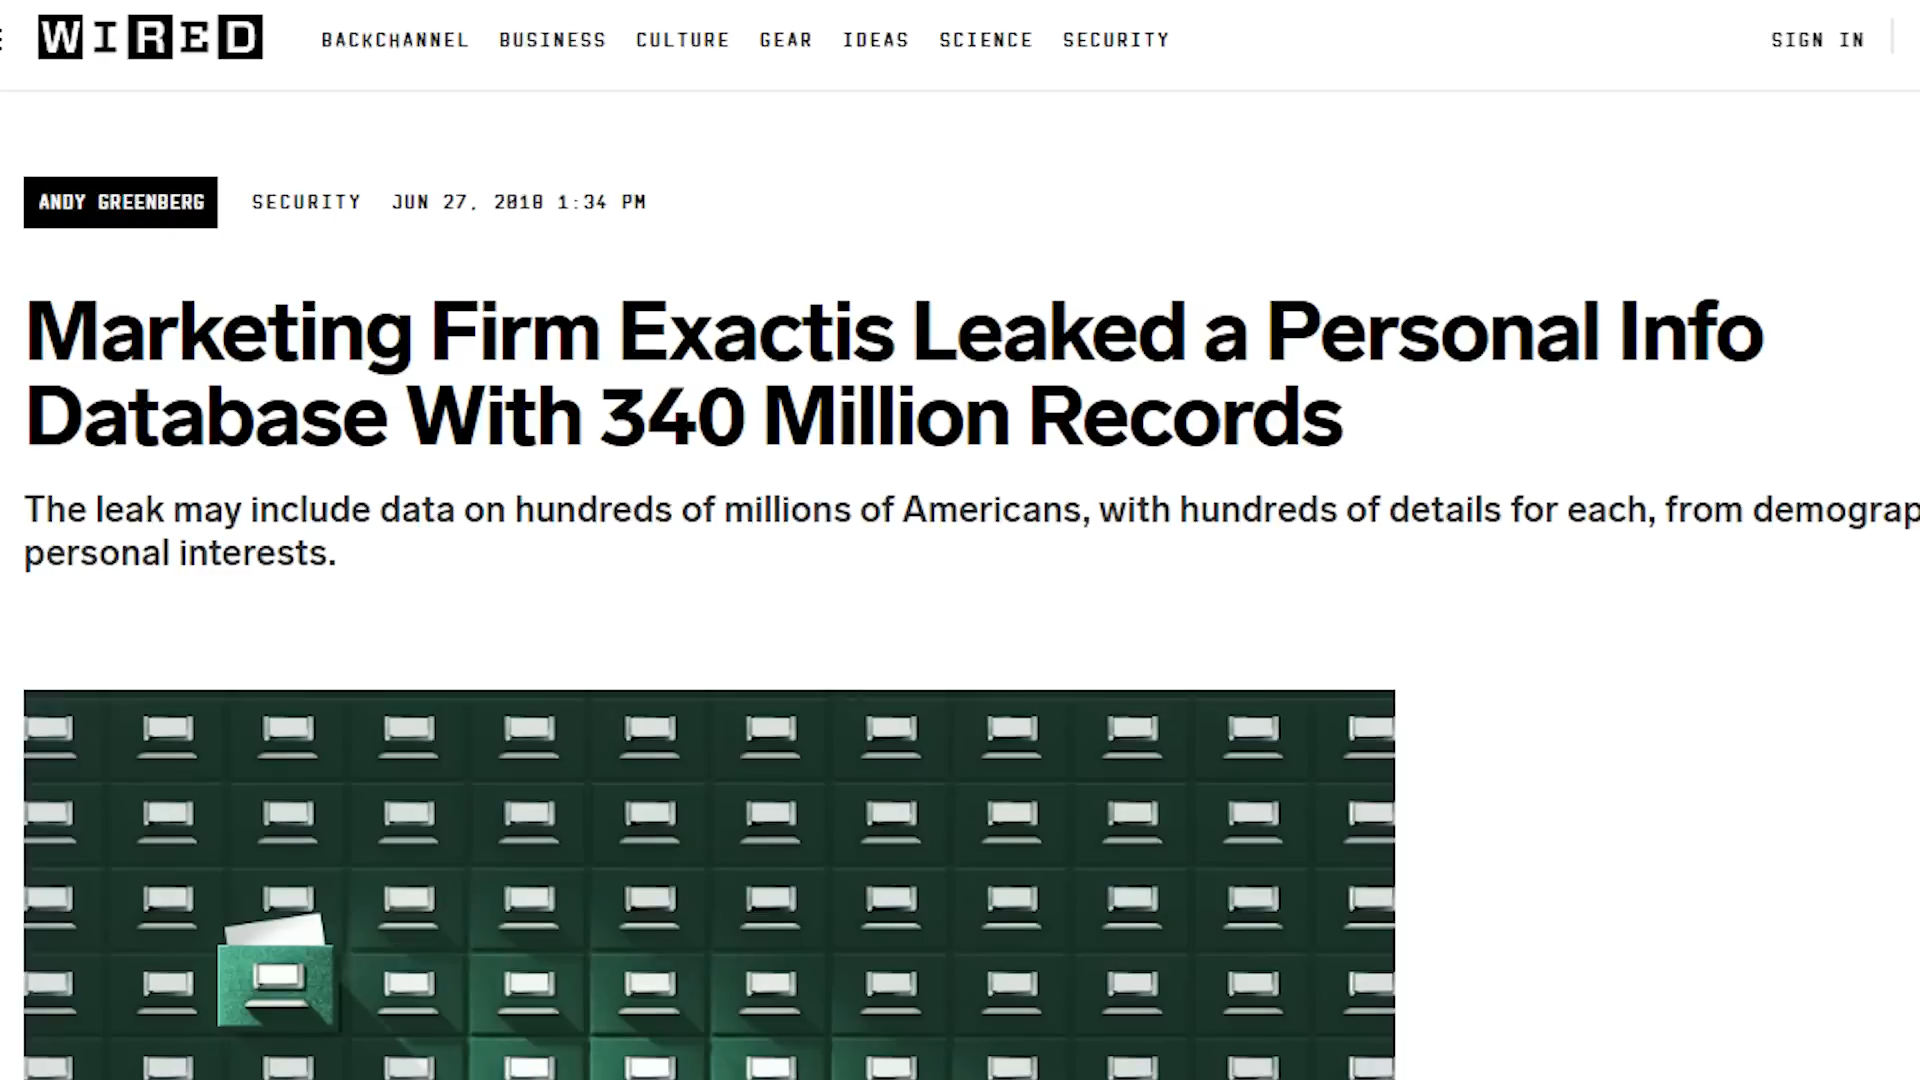 WIRED
BACKCHANNEL BUSINESS CULTURE GEAR IDEAS SCIENCE SECURITY
SIGN IN
ANDY GREENBERG SECURITY JUN 27, 2018 1:34 PM
Marketing Firm Exactis Leaked a Personal Info
Database With 340 Million Records
The leak may include data on hundreds of millions of Americans, with hundreds of details for each, from demograp
personal interests.